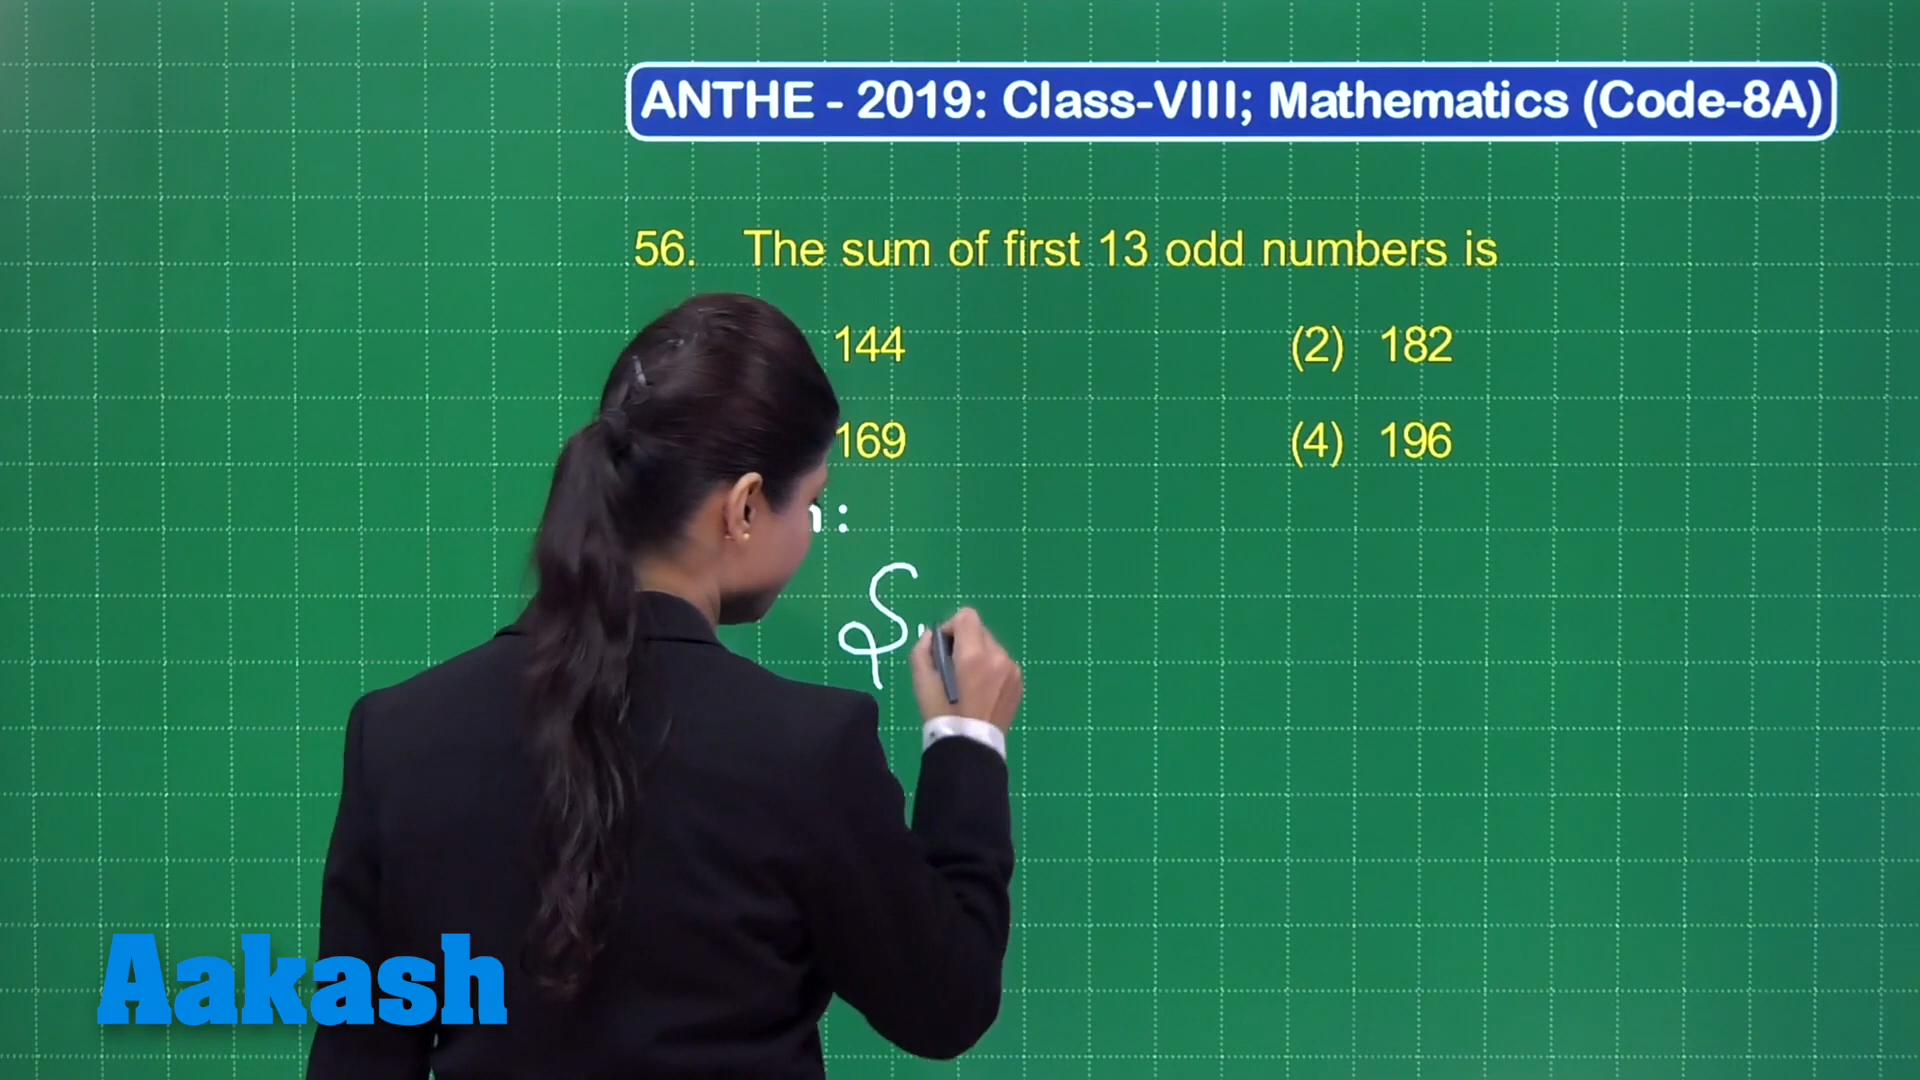 ANTHE - 2019: Class-VIII; Mathematics (Code-8A)
56. The sum of first 13 odd numbers is
144 (2) 182
169 (4) 196
Aakash